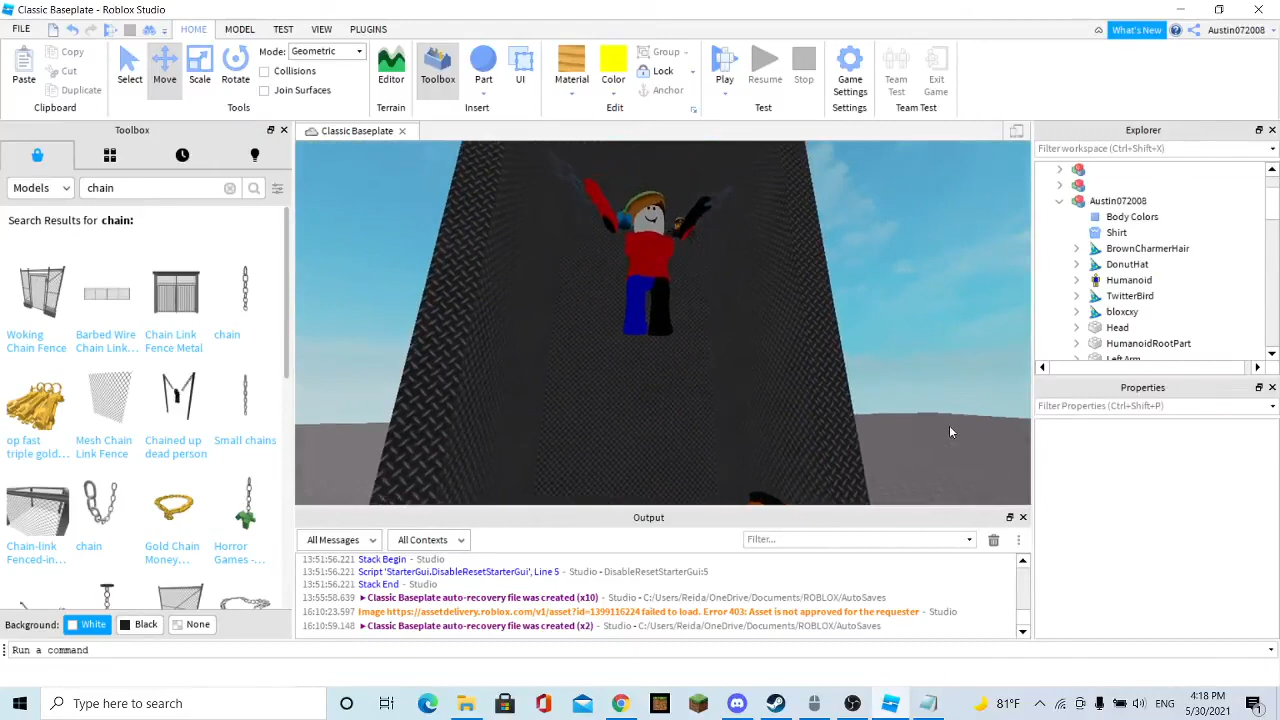 Classic Baseplate - Roblox Studio
FILE HOME MODEL TEST VIEW PLUGINS What's New Austin072008
Paste Copy Cut Duplicate Clipboard
Select Move Scale Rotate Mode: Geometric Collisions Join Surfaces Tools
Editor Terrain
Toolbox Part UI Insert
Material Color Group Lock Anchor Edit
Play Resume Stop Test
Game Settings Settings
Team Test Exit Game Team Test
Toolbox
Models chain
Search Results for chain:
Woking Chain Fence
Barbed Wire Chain Link...
Chain Link Fence Metal
chain
op fast triple gold...
Mesh Chain Link Fence
Chained up dead person
Small chains
Chain-link Fenced-in...
chain
Gold Chain Money...
Horror Games -...
Background: White Black None
Classic Baseplate
Output
All Messages All Contexts Filter...
13:51:56.221 Stack Begin - Studio
13:51:56.221 Script 'StarterGui.DisableResetStarterGui', Line 5 - Studio - DisableResetStarterGui:5
13:51:56.221 Stack End - Studio
13:55:58.639 Classic Baseplate auto-recovery file was created (x10) - Studio - C:/Users/Reida/OneDrive/Documents/ROBLOX/AutoSaves
16:10:23.597 Image https://assetdelivery.roblox.com/v1/asset?id=1399116224 failed to load. Error 403: Asset is not approved for the requester - Studio
16:10:59.148 Classic Baseplate auto-recovery file was created (x2) - Studio - C:/Users/Reida/OneDrive/Documents/ROBLOX/AutoSaves
Explorer
Filter workspace (Ctrl+Shift+X)
Austin072008
Body Colors
Shirt
BrownCharmerHair
DonutHat
Humanoid
TwitterBird
bloxcxy
Head
HumanoidRootPart
Left Arm
Properties
Filter Properties (Ctrl+Shift+P)
Run a command
Type here to search
81°F
4:18 PM
5/30/2021